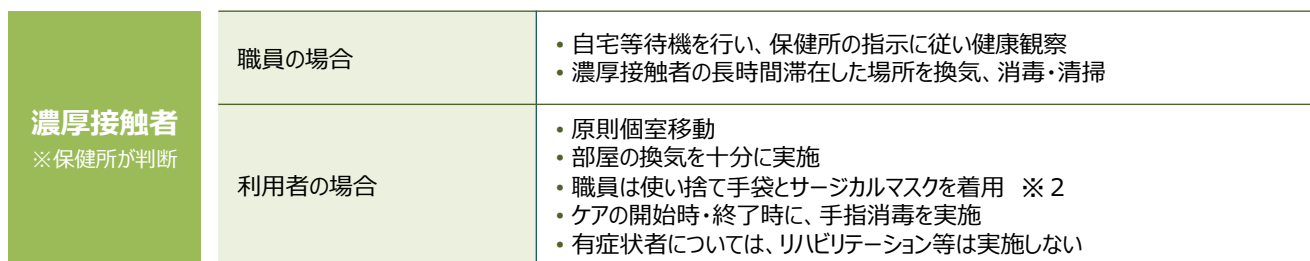 濃厚接触者
※保健所が判断
職員の場合
• 自宅等待機を行い、保健所の指示に従い健康観察
• 濃厚接触者の長時間滞在した場所を換気、消毒・清掃
利用者の場合
• 原則個室移動
• 部屋の換気を十分に実施
• 職員は使い捨て手袋とサージカルマスクを着用　※２
• ケアの開始時・終了時に、手指消毒を実施
• 有症状者については、リハビリテーション等は実施しない